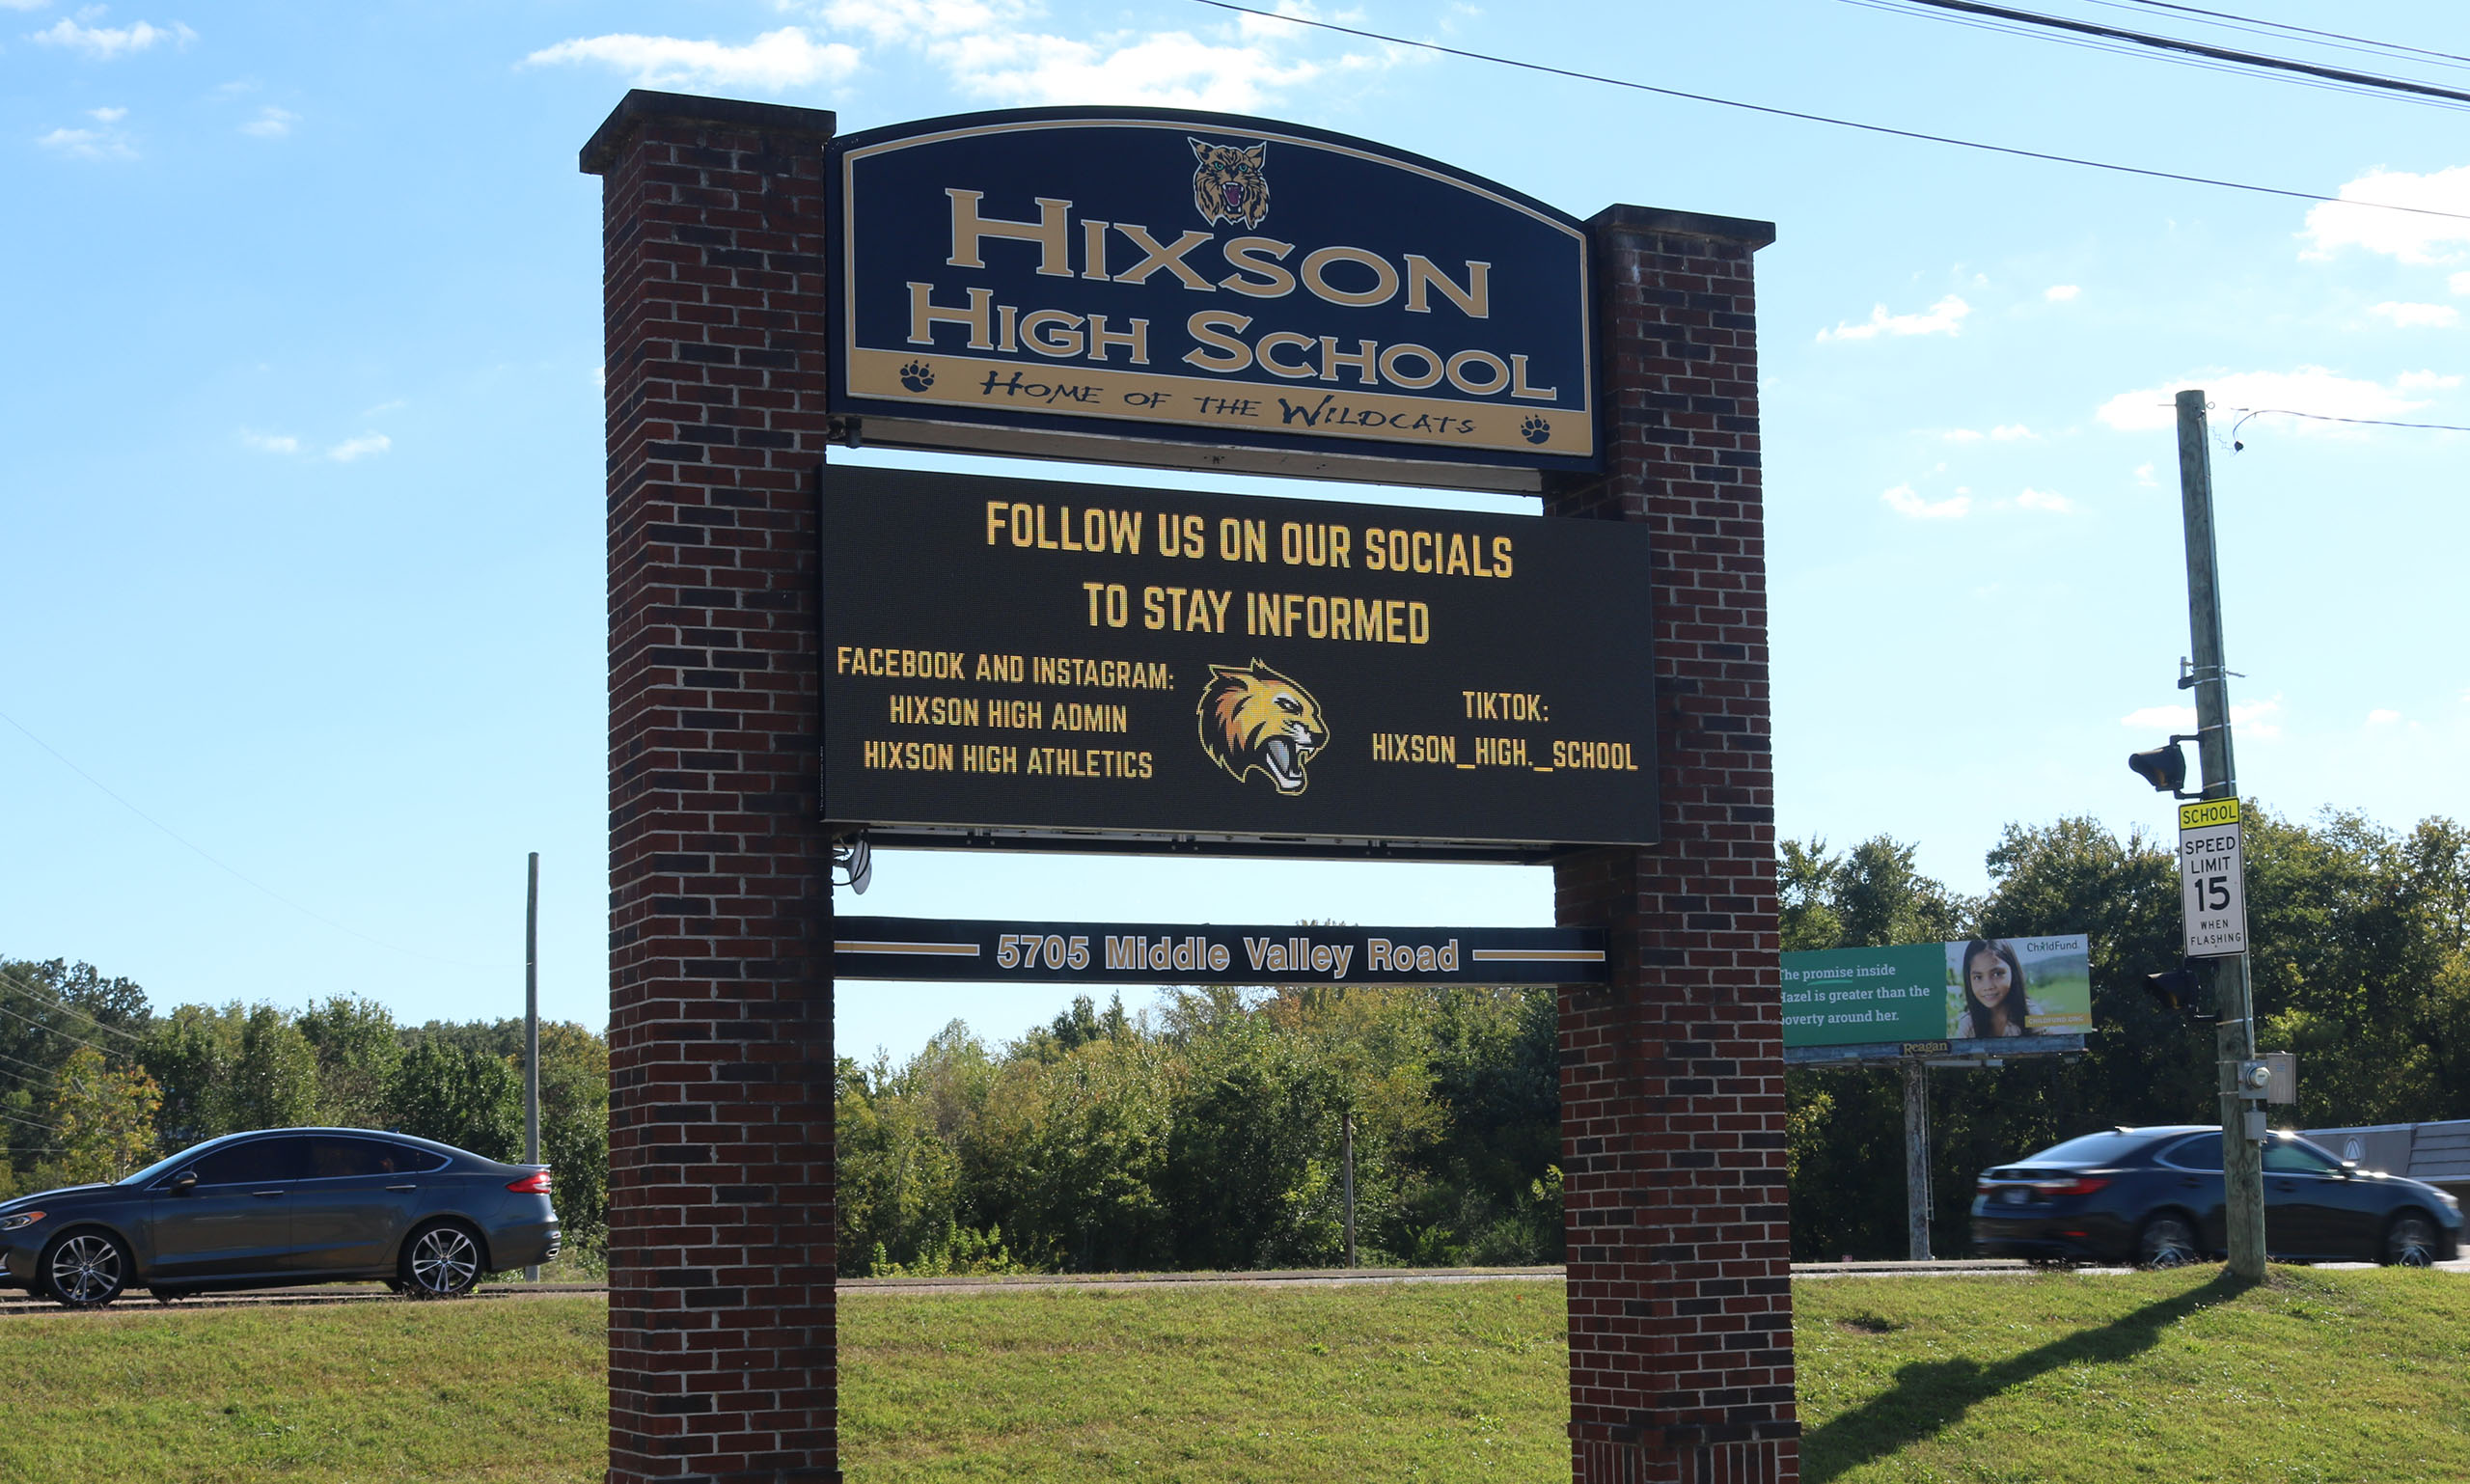 HIXSON
HIGH SCHOOL
HOME OF THE WILDCATS
FOLLOW US ON OUR SOCIALS
TO STAY INFORMED
FACEBOOK AND INSTAGRAM:
HIXSON HIGH ADMIN
HIXSON HIGH ATHLETICS
TIKTOK:
HIXSON_HIGH._SCHOOL
5705 Middle Valley Road
SCHOOL
SPEED
LIMIT
15
WHEN
FLASHING
ChildFund.
The promise inside
Hazel is greater than the
poverty around her.
CHILDFUND.ORG
Reagan